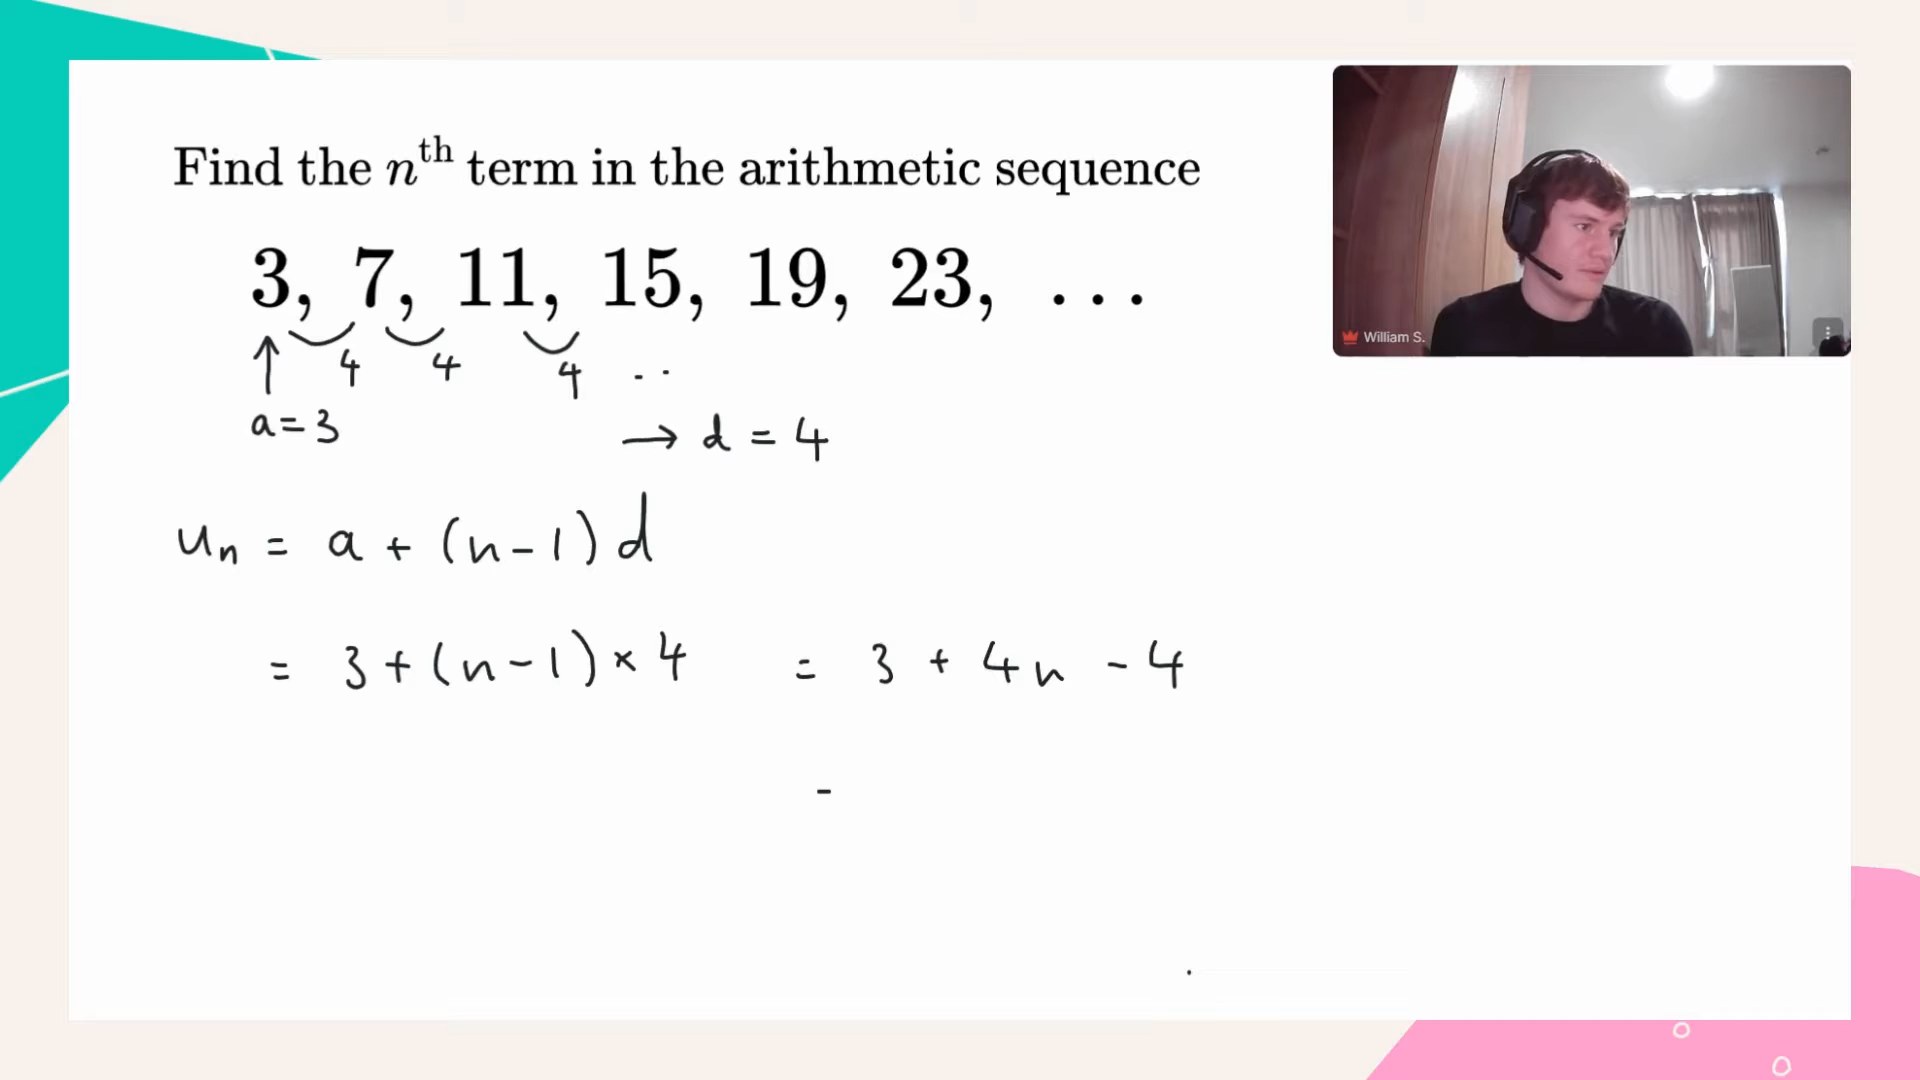 Find the nᵗʰ term in the arithmetic sequence
3, 7, 11, 15, 19, 23, ...
4 4 4 ..
a = 3
→ d = 4
uₙ = a + (n - 1) d
= 3 + (n - 1) × 4 = 3 + 4n - 4
-
William S.